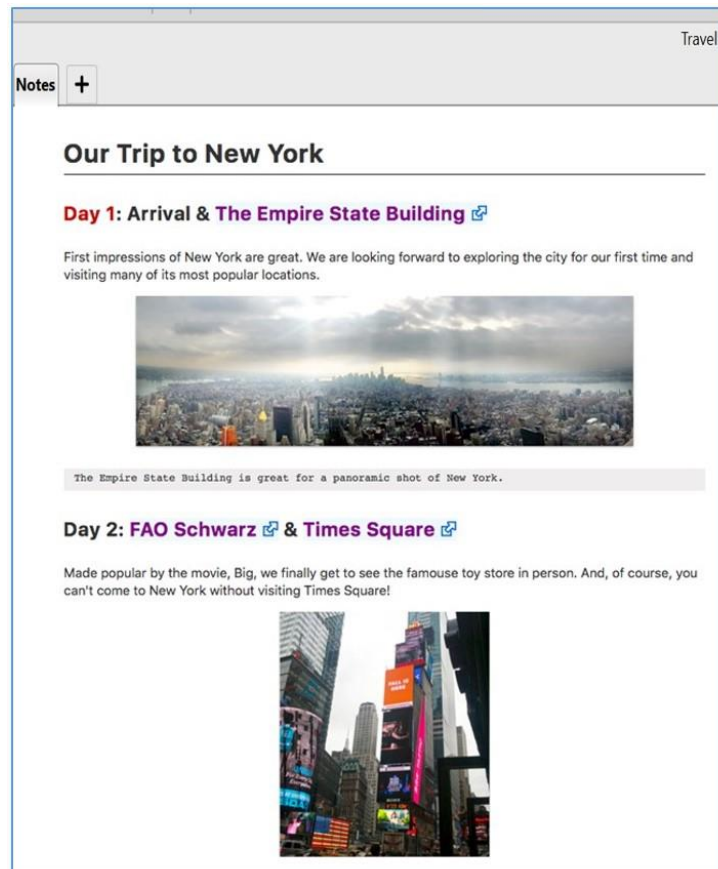 Travel
Notes +
Our Trip to New York
Day 1: Arrival & The Empire State Building
First impressions of New York are great. We are looking forward to exploring the city for our first time and
visiting many of its most popular locations.
The Empire State Building is great for a panoramic shot of New York.
Day 2: FAO Schwarz & Times Square
Made popular by the movie, Big, we finally get to see the famouse toy store in person. And, of course, you
can't come to New York without visiting Times Square!